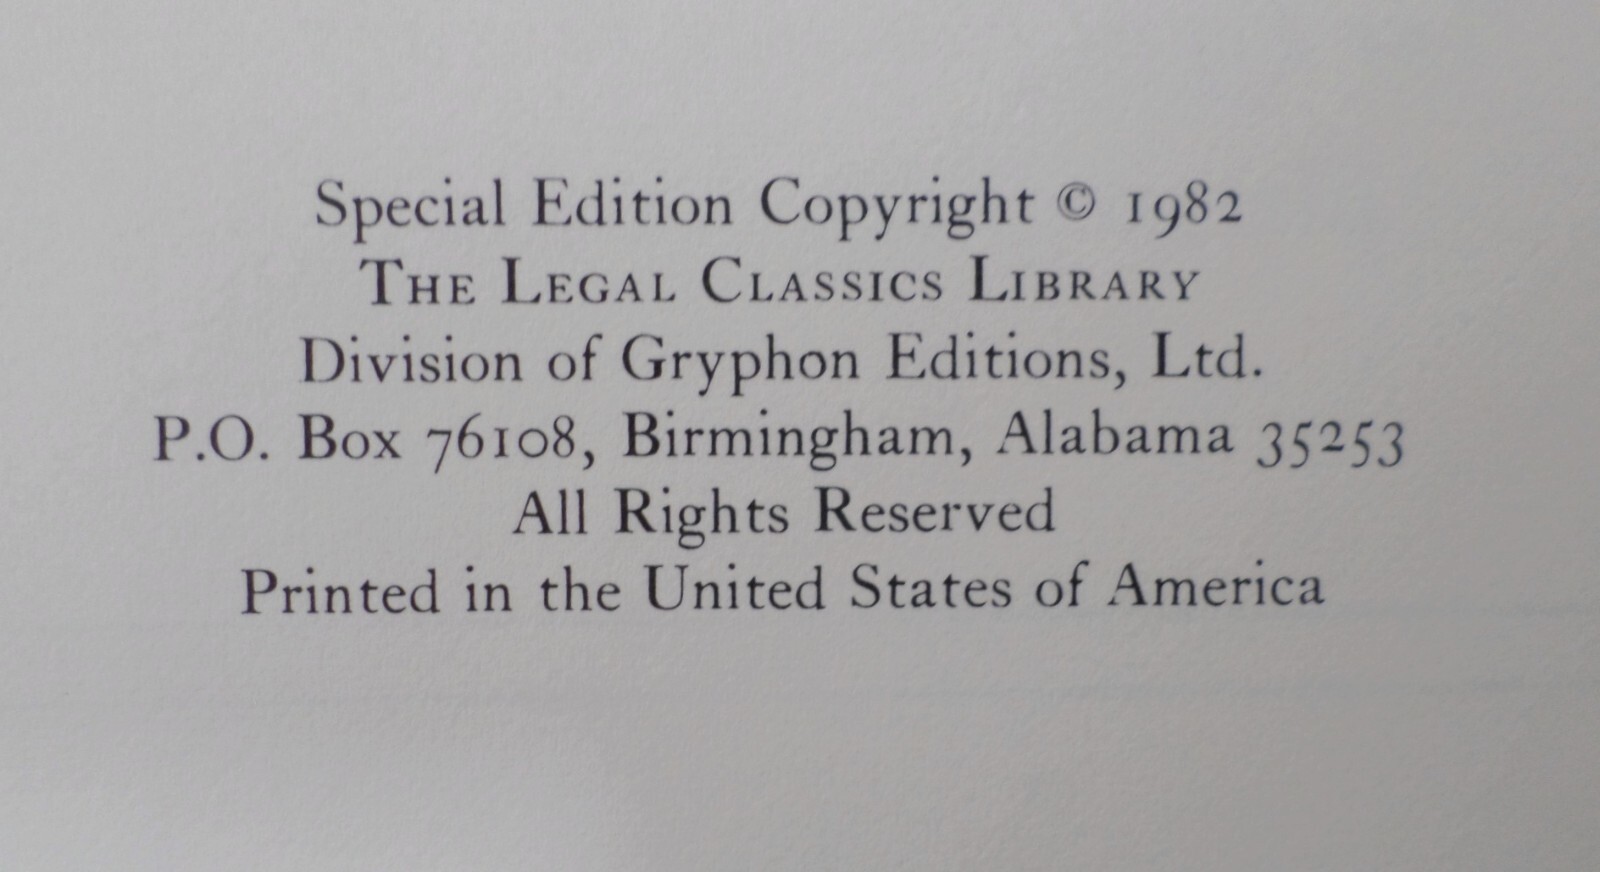 Special Edition Copyright © 1982
THE LEGAL CLASSICS LIBRARY
Division of Gryphon Editions, Ltd.
P.O. Box 76108, Birmingham, Alabama 35253
All Rights Reserved
Printed in the United States of America